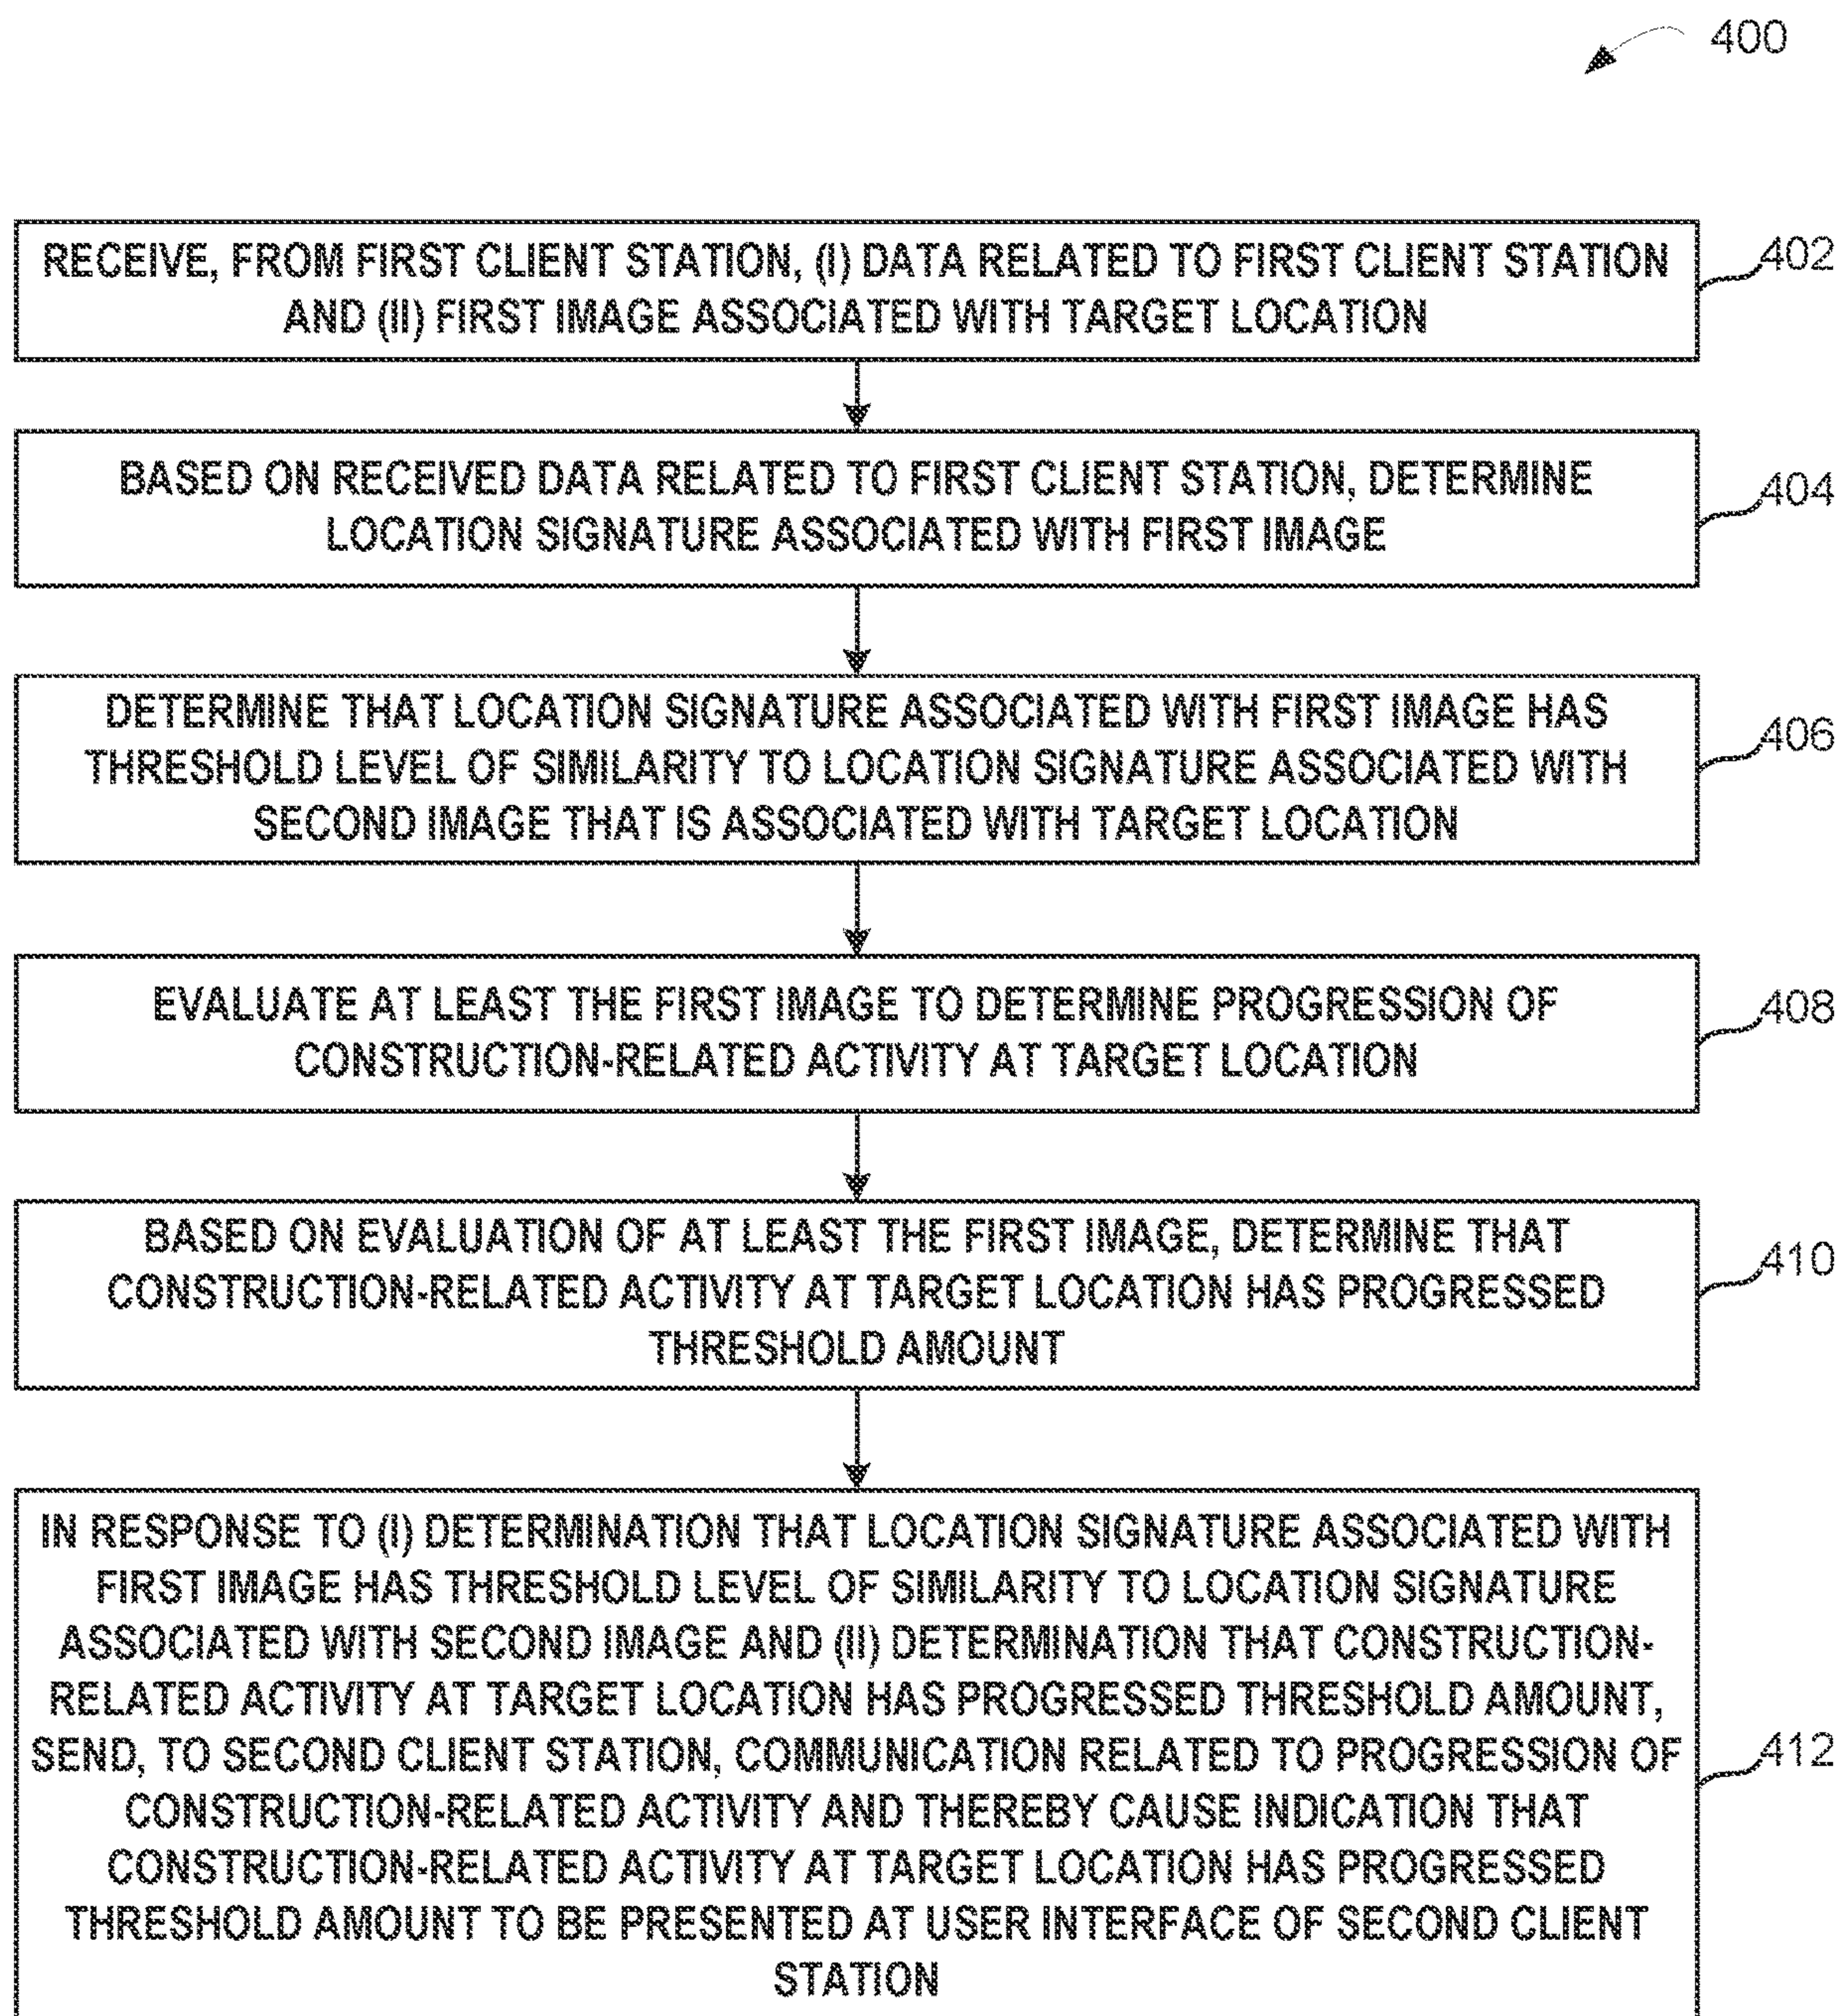 400
RECEIVE, FROM FIRST CLIENT STATION, (I) DATA RELATED TO FIRST CLIENT STATION
AND (II) FIRST IMAGE ASSOCIATED WITH TARGET LOCATION
402
BASED ON RECEIVED DATA RELATED TO FIRST CLIENT STATION, DETERMINE
LOCATION SIGNATURE ASSOCIATED WITH FIRST IMAGE
404
DETERMINE THAT LOCATION SIGNATURE ASSOCIATED WITH FIRST IMAGE HAS
THRESHOLD LEVEL OF SIMILARITY TO LOCATION SIGNATURE ASSOCIATED WITH
SECOND IMAGE THAT IS ASSOCIATED WITH TARGET LOCATION
406
EVALUATE AT LEAST THE FIRST IMAGE TO DETERMINE PROGRESSION OF
CONSTRUCTION-RELATED ACTIVITY AT TARGET LOCATION
408
BASED ON EVALUATION OF AT LEAST THE FIRST IMAGE, DETERMINE THAT
CONSTRUCTION-RELATED ACTIVITY AT TARGET LOCATION HAS PROGRESSED
THRESHOLD AMOUNT
410
IN RESPONSE TO (I) DETERMINATION THAT LOCATION SIGNATURE ASSOCIATED WITH
FIRST IMAGE HAS THRESHOLD LEVEL OF SIMILARITY TO LOCATION SIGNATURE
ASSOCIATED WITH SECOND IMAGE AND (II) DETERMINATION THAT CONSTRUCTION-
RELATED ACTIVITY AT TARGET LOCATION HAS PROGRESSED THRESHOLD AMOUNT,
SEND, TO SECOND CLIENT STATION, COMMUNICATION RELATED TO PROGRESSION OF
CONSTRUCTION-RELATED ACTIVITY AND THEREBY CAUSE INDICATION THAT
CONSTRUCTION-RELATED ACTIVITY AT TARGET LOCATION HAS PROGRESSED
THRESHOLD AMOUNT TO BE PRESENTED AT USER INTERFACE OF SECOND CLIENT
STATION
412